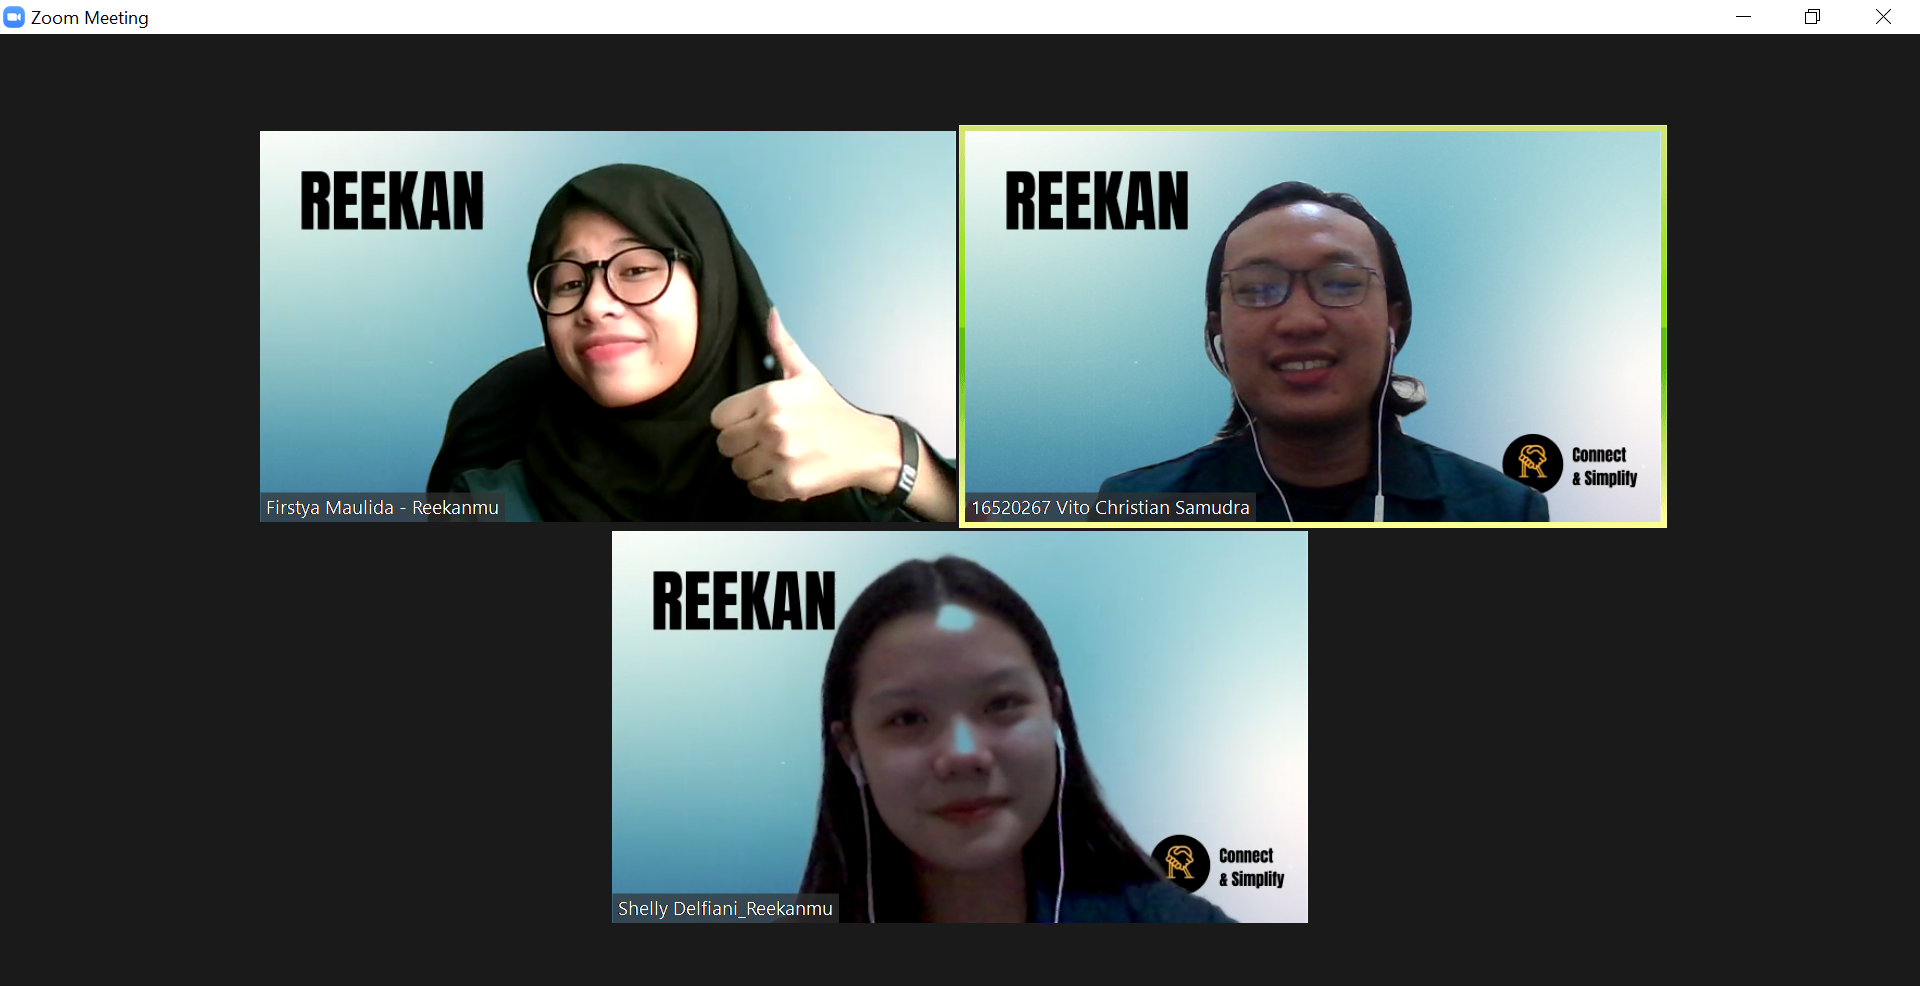 Zoom Meeting
REEKAN
Firstya Maulida - Reekanmu
REEKAN
Connect
& Simplify
16520267 Vito Christian Samudra
REEKAN
Connect
& Simplify
Shelly Delfiani_Reekanmu